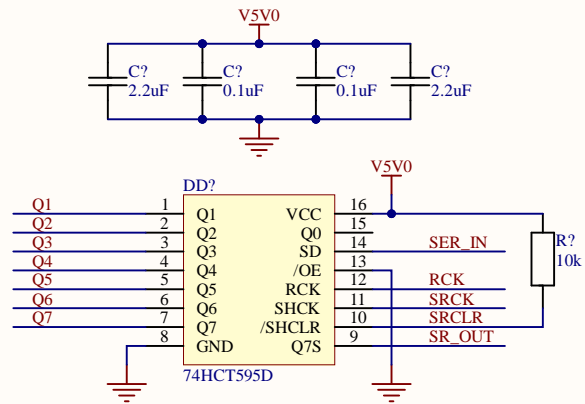 V5V0
C? C? C? C?
2.2uF 0.1uF 0.1uF 2.2uF
V5V0
DD?
Q1 1 Q1 VCC 16
Q2 2 Q2 Q0 15
Q3 3 Q3 SD 14 SER_IN R?
Q4 4 Q4 /OE 13 10k
Q5 5 Q5 RCK 12 RCK
Q6 6 Q6 SHCK 11 SRCK
Q7 7 Q7 /SHCLR 10 SRCLR
8 GND Q7S 9 SR_OUT
74HCT595D